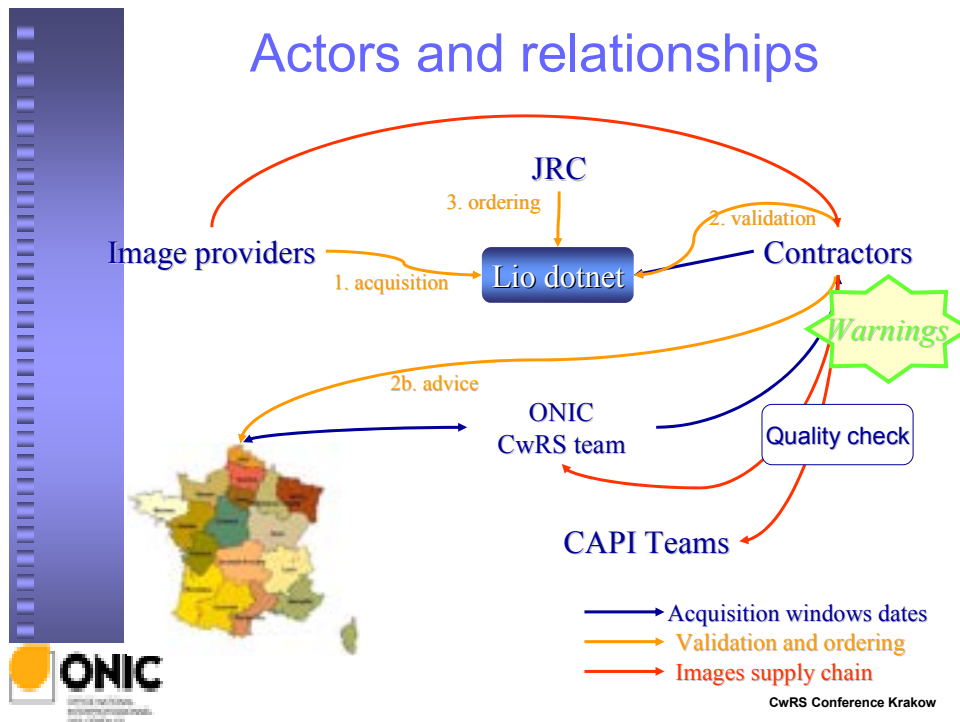 Actors and relationships
JRC
3. ordering
2. validation
Image providers
Contractors
Lio dotnet
1. acquisition
Warnings
2b. advice
ONIC
CwRS team
Quality check
CAPI Teams
Acquisition windows dates
Validation and ordering
Images supply chain
ONIC
CwRS Conference Krakow